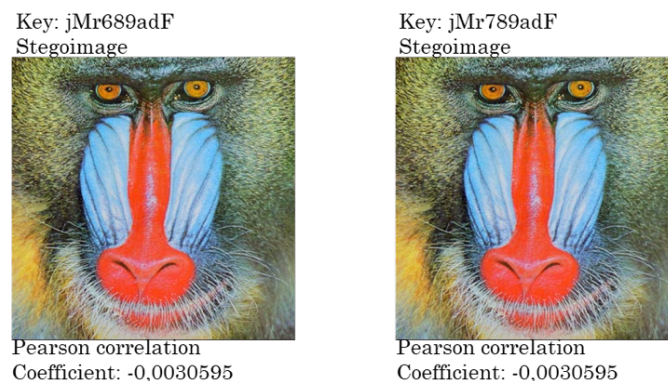 Key: jMr689adF
Stegoimage
Pearson correlation
Coefficient: -0,0030595
Key: jMr789adF
Stegoimage
Pearson correlation
Coefficient: -0,0030595